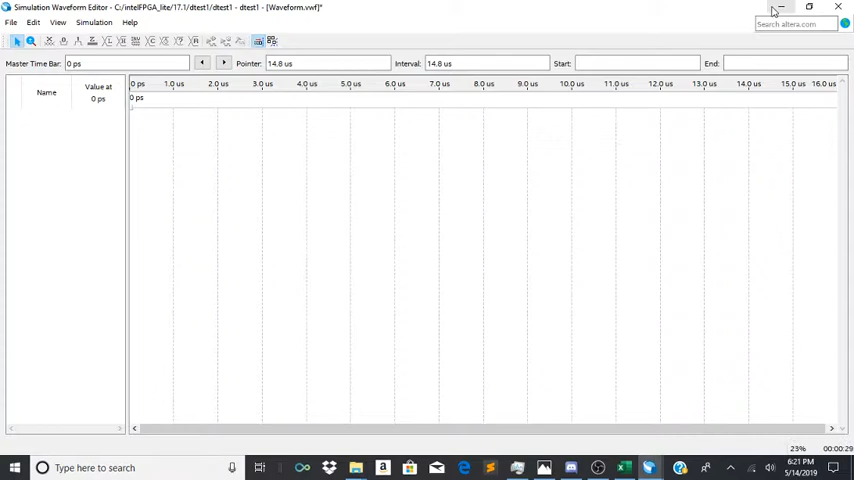 Simulation Waveform Editor - C:/intelFPGA_lite/17.1/dtest1/dtest1 - dtest1 - [Waveform.vwf]*
File Edit View Simulation Help
Search altera.com
Master Time Bar: 0 ps Pointer: 14.8 us Interval: 14.8 us Start: End:
Name Value at 0 ps
0 ps 1.0 us 2.0 us 3.0 us 4.0 us 5.0 us 6.0 us 7.0 us 8.0 us 9.0 us 10.0 us 11.0 us 12.0 us 13.0 us 14.0 us 15.0 us 16.0 us
0 ps
23% 00:00:29
Type here to search
6:21 PM
5/14/2019